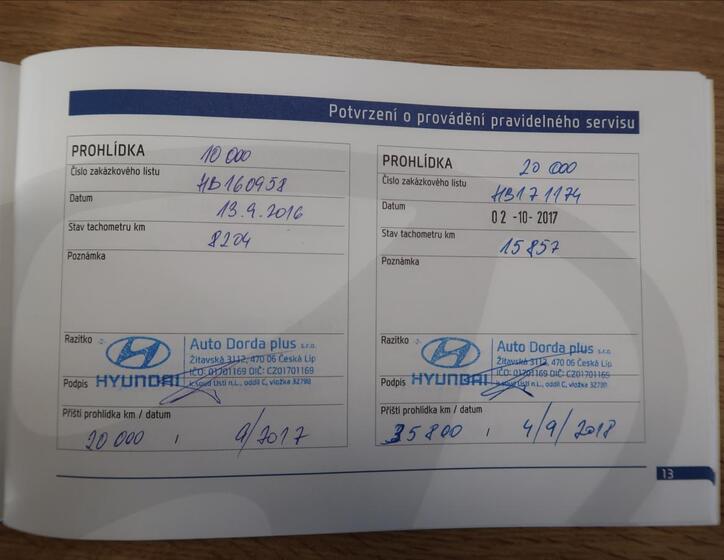 Potvrzení o provádění pravidelného servisu
PROHLÍDKA 10 000
Číslo zakázkového listu HB160958
Datum 13.9.2016
Stav tachometru km 8204
Poznámka
Razítko
HYUNDAI
Auto Dorda plus s.r.o.
Žitavská 3112, 470 06 Česká Líp
IČO: 01701169 DIČ: CZ01701169
Podpis
Příští prohlídka km / datum
20 000 , 9/2017
PROHLÍDKA 20 000
Číslo zakázkového listu HB171174
Datum 02 -10- 2017
Stav tachometru km 15857
Poznámka
Razítko
HYUNDAI
Auto Dorda plus s.r.o.
Žitavská 3112, 470 06 Česká Líp
IČO: 01701169 DIČ: CZ01701169
Podpis
Příští prohlídka km / datum
35800 , 4/9/2018
13